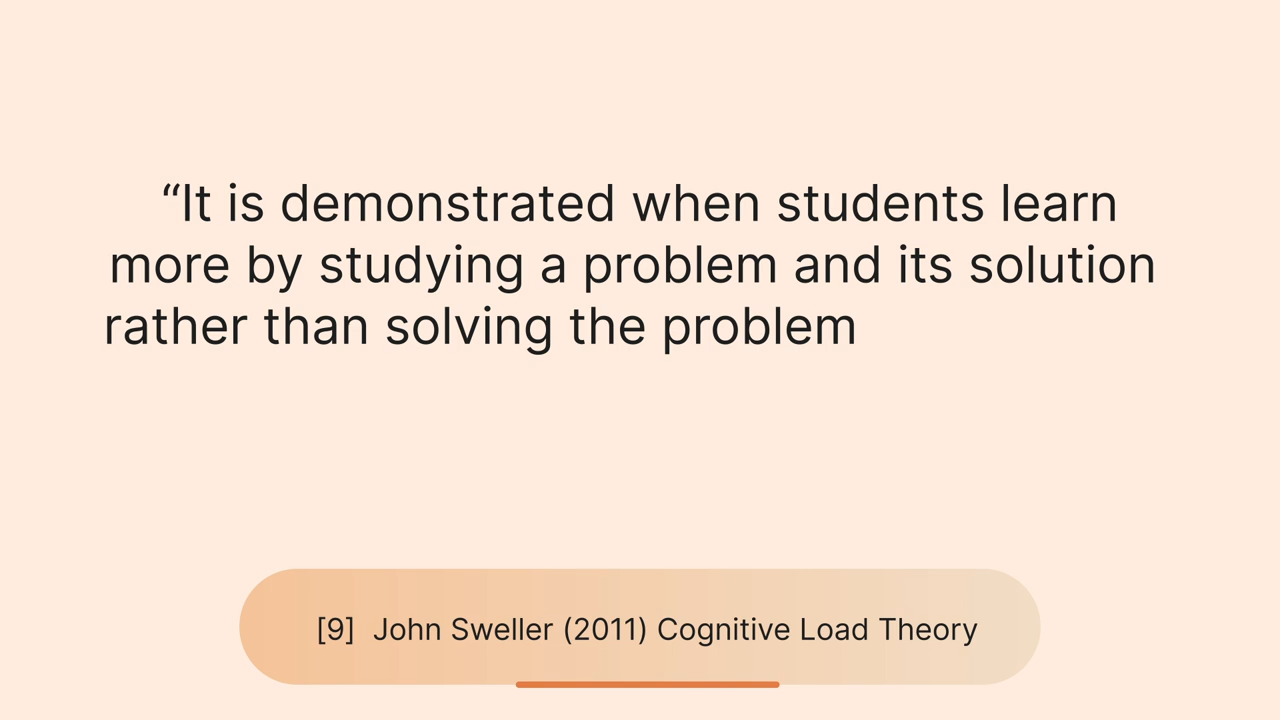 “It is demonstrated when students learn
more by studying a problem and its solution
rather than solving the problem
[9] John Sweller (2011) Cognitive Load Theory